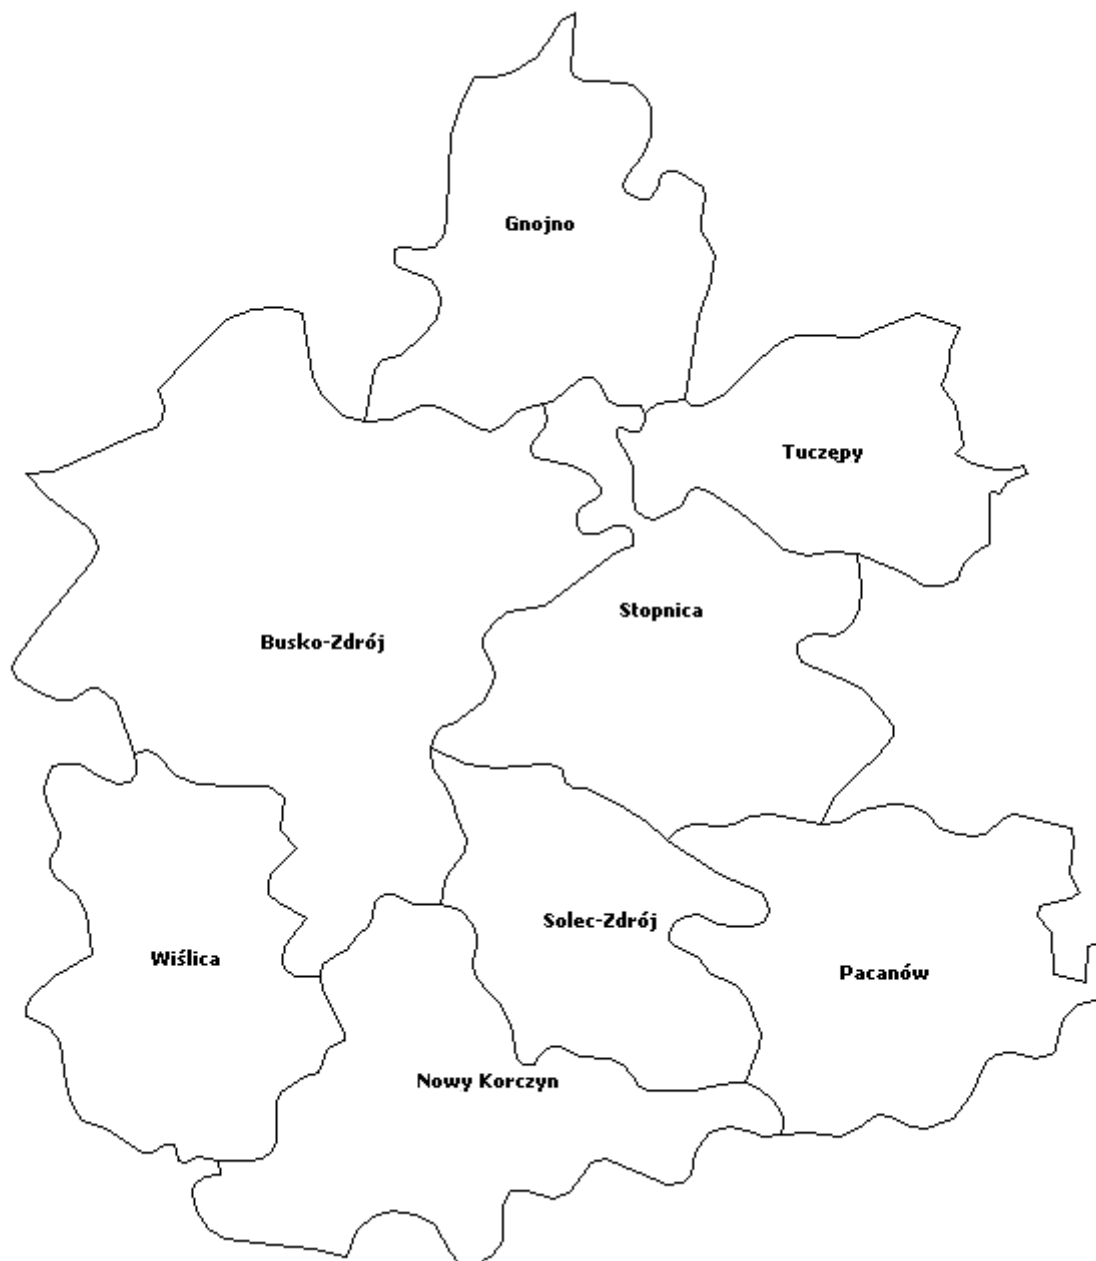 Gnojno
Tuczępy
Stopnica
Busko-Zdrój
Solec-Zdrój
Wiślica
Pacanów
Nowy Korczyn